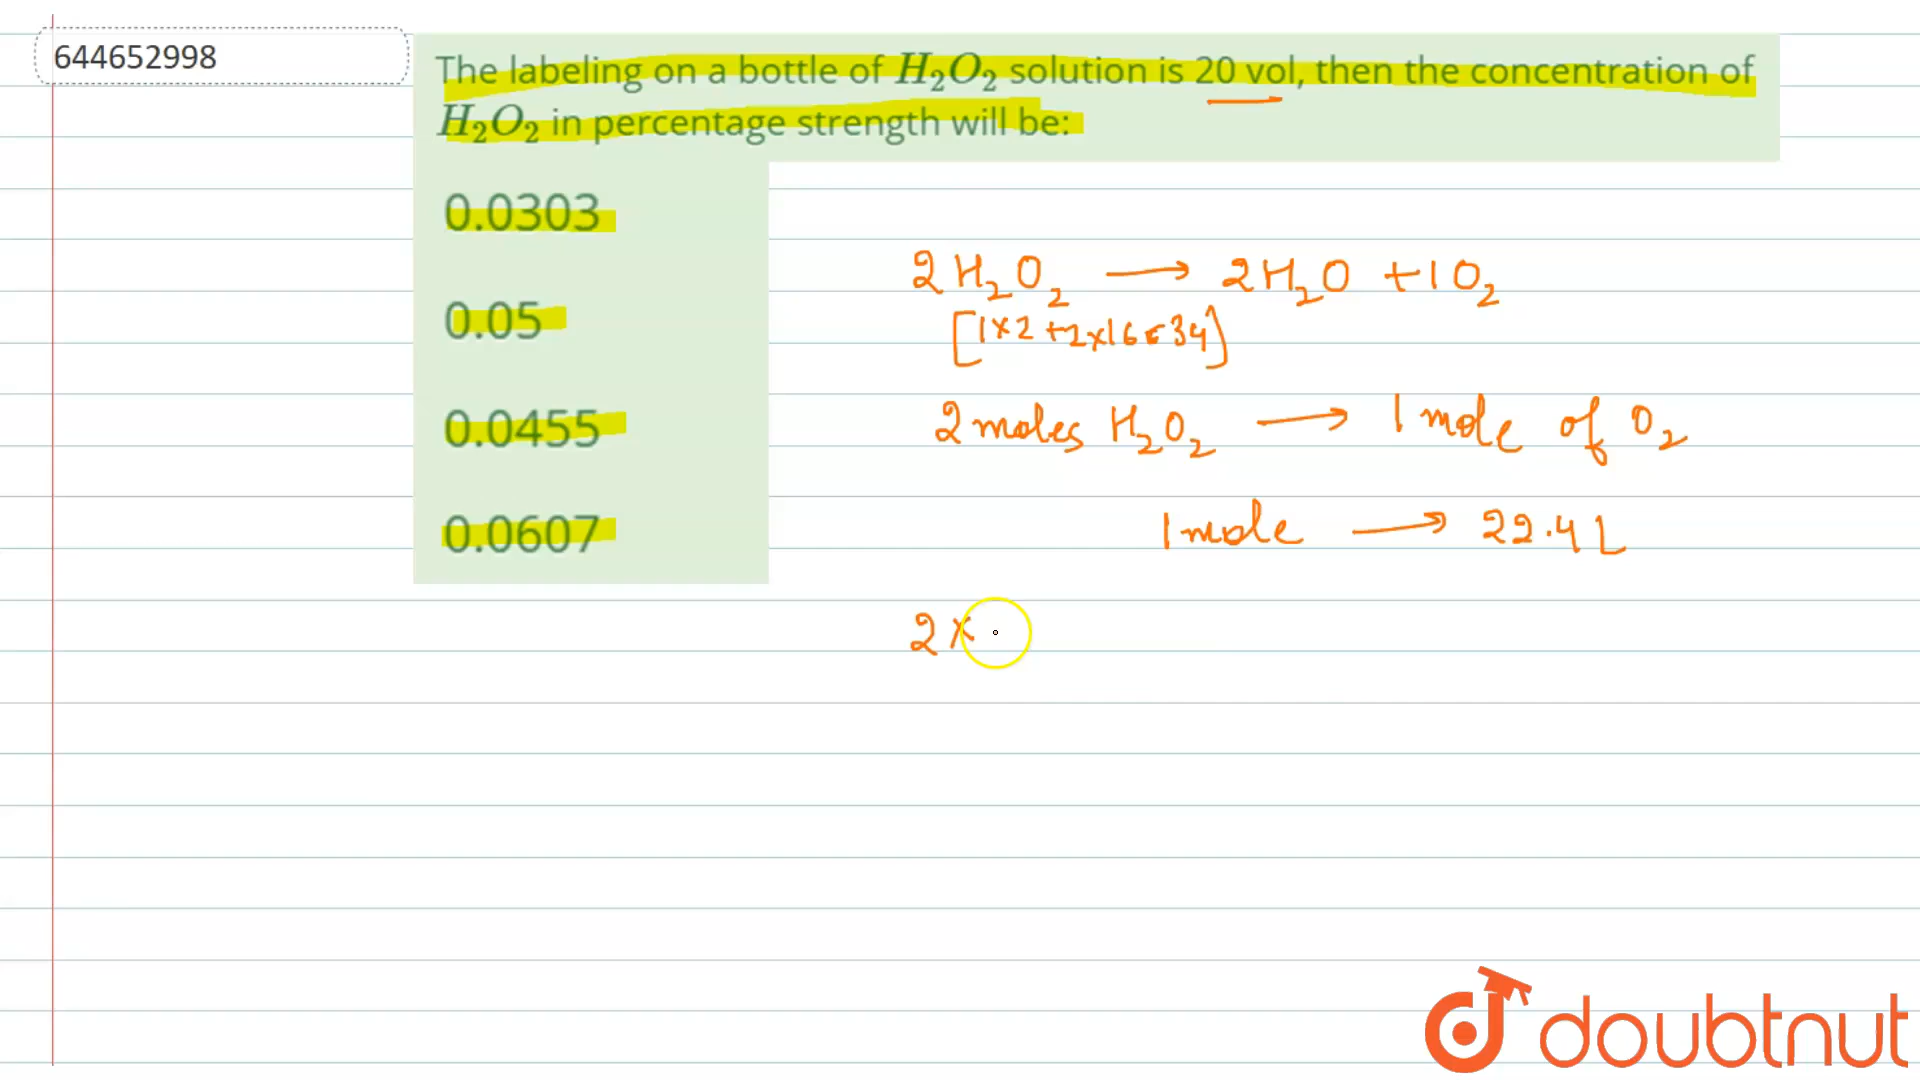 644652998
The labeling on a bottle of H₂O₂ solution is 20 vol, then the concentration of
H₂O₂ in percentage strength will be:
0.0303
0.05
0.0455
0.0607
2H₂O₂ → 2H₂O + 1O₂
[1×2+2×16=34]
2 moles H₂O₂ → 1 mole of O₂
1 mole → 22.4 L
2×
doubtnut